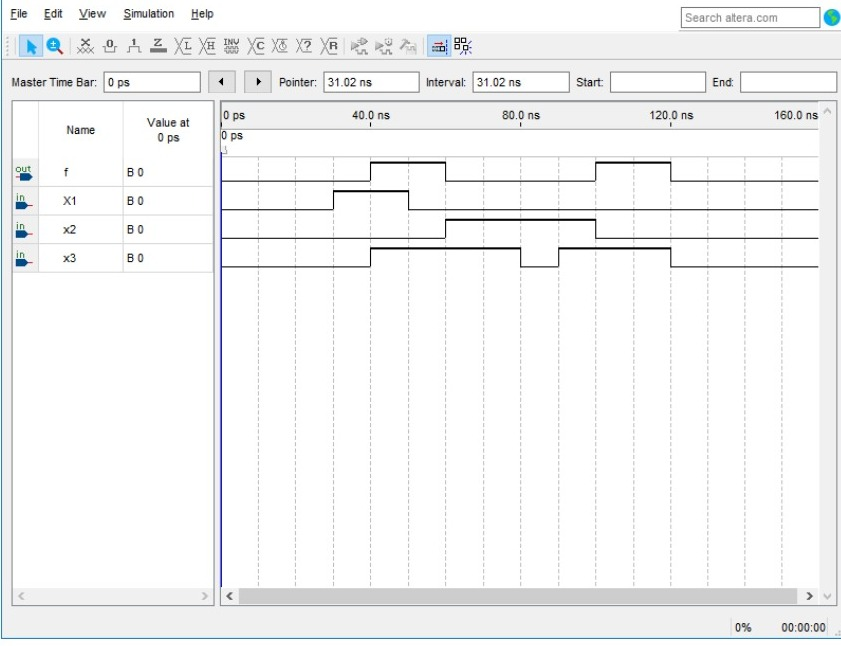 File Edit View Simulation Help
Search altera.com
Master Time Bar: 0 ps Pointer: 31.02 ns Interval: 31.02 ns Start: End:
Name Value at 0 ps
0 ps 40.0 ns 80.0 ns 120.0 ns 160.0 ns
0 ps
out f B 0
in X1 B 0
in x2 B 0
in x3 B 0
0% 00:00:00